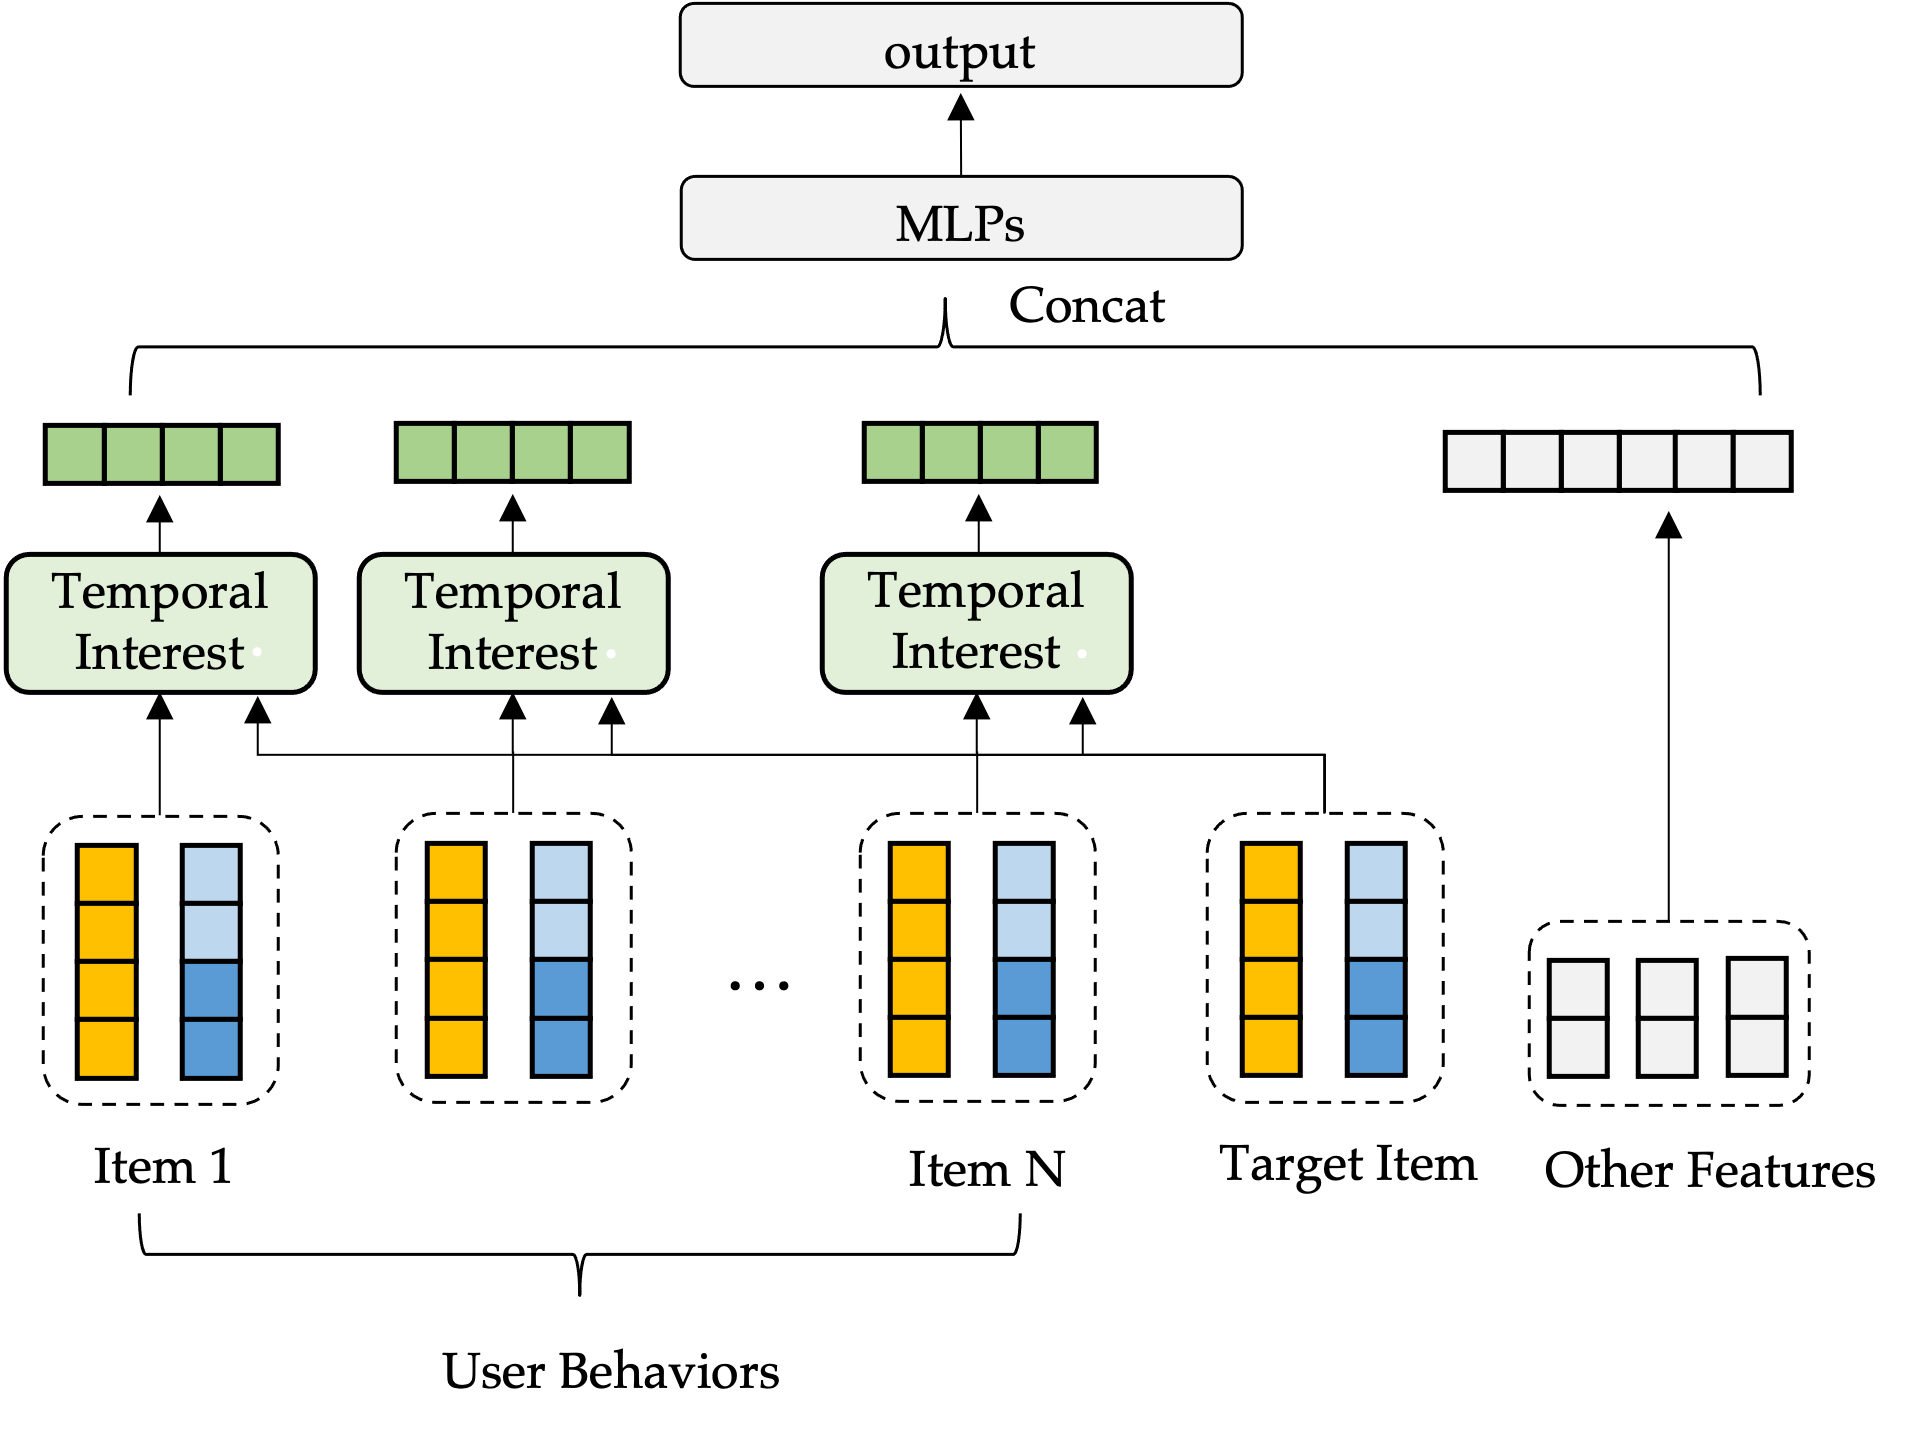 output
MLPs
Concat
Temporal
Interest
Temporal
Interest
Temporal
Interest
...
Item 1
Item N
Target Item
Other Features
User Behaviors